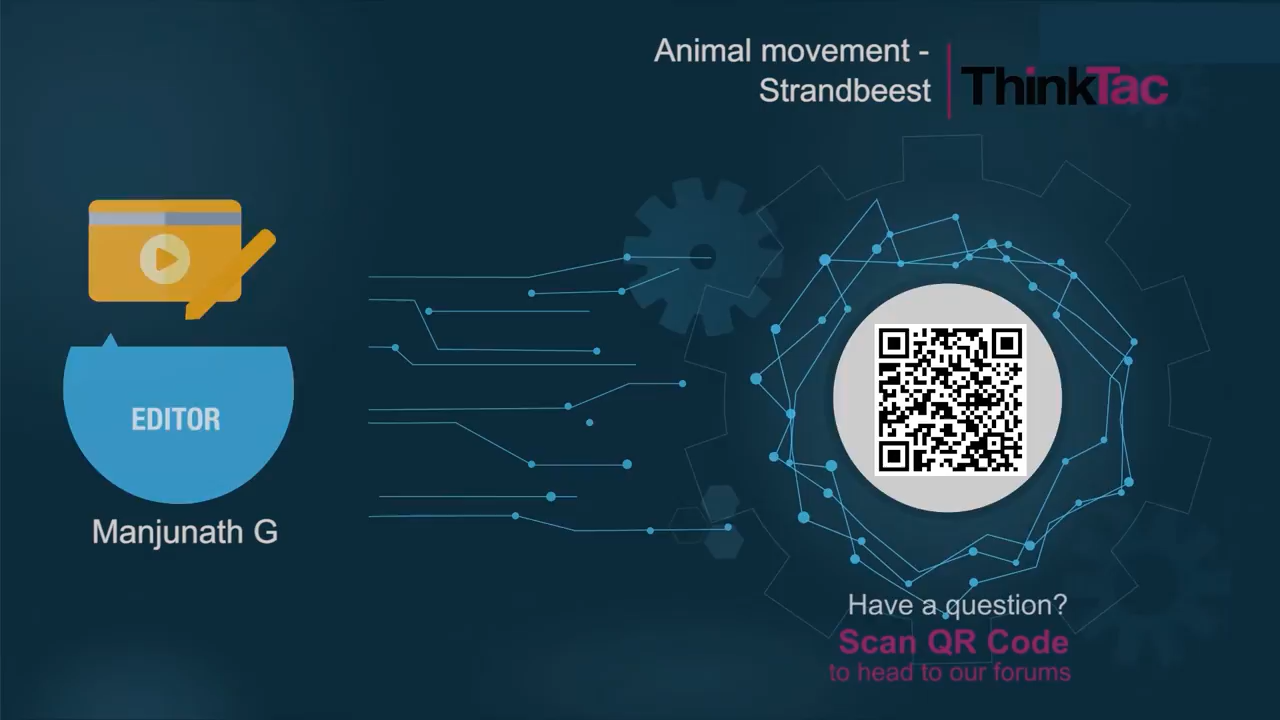 Animal movement -
Strandbeest
ThinkTac
EDITOR
Manjunath G
Have a question?
Scan QR Code
to head to our forums